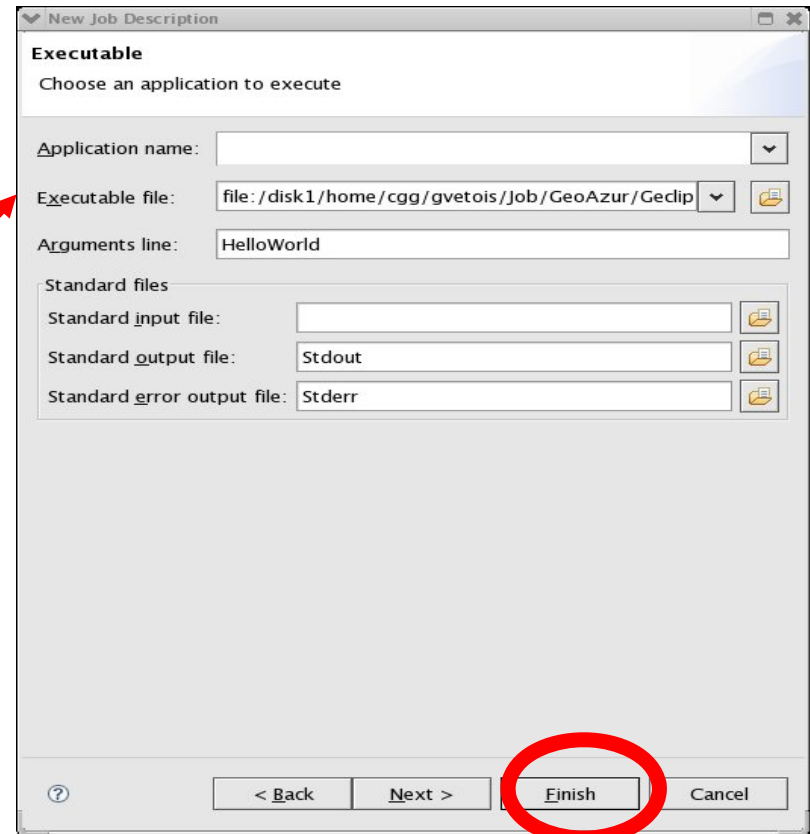 New Job Description
Executable
Choose an application to execute
Application name:
Executable file: file:/disk1/home/cgg/gvetois/Job/GeoAzur/Geclip
Arguments line: HelloWorld
Standard files
Standard input file:
Standard output file: Stdout
Standard error output file: Stderr
? < Back Next > Finish Cancel